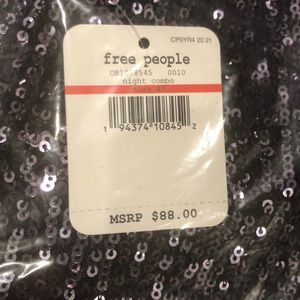 CP0YR4 20 21
free people
0010
night combo
1 94374 10845 2
MSRP $88.00